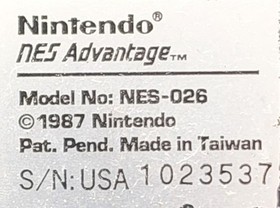 Nintendo®
NES Advantage™
Model No: NES-026
©1987 Nintendo
Pat. Pend. Made in Taiwan
S/N: USA 1023537